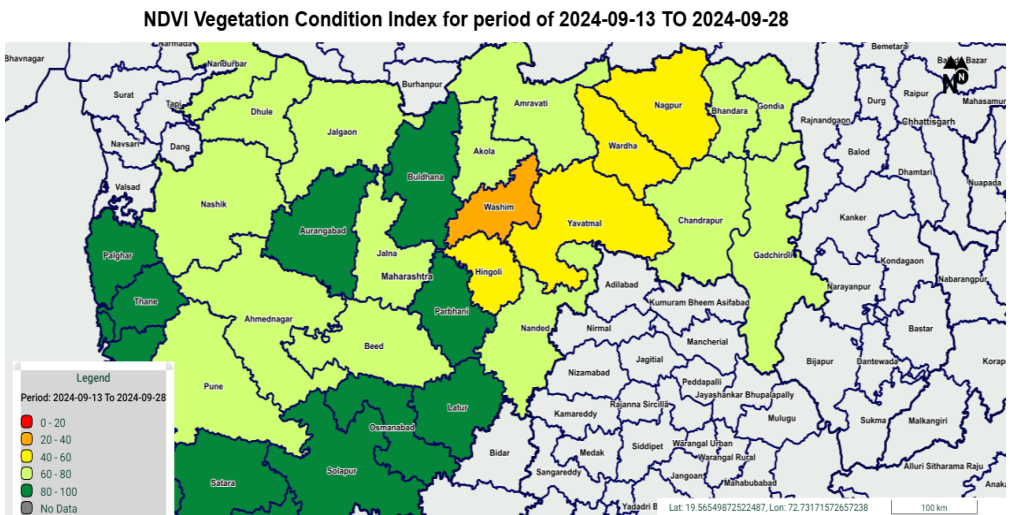 NDVI Vegetation Condition Index for period of 2024-09-13 TO 2024-09-28
Bhavnagar
Narmada
Nandurbar
Burhanpur
Bemetara
Surat
Tapi
Dhule
Jalgaon
Amravati
Nagpur
Bhandara
Gondia
Rajnandgaon
Durg
Raipur
Mahasamur
Chhattisgarh
Navsari
Dang
Akola
Wardha
Balod
Dhamtari
Nuapada
Valsad
Buldhana
Nashik
Washim
Yavatmal
Chandrapur
Kanker
Aurangabad
Palghar
Jalna
Maharashtra
Hingoli
Gadchiroli
Kondagaon
Nabarangpur
Narayanpur
Adilabad
Kumuram Bheem Asifabad
Thane
Parbhani
Ahmednagar
Nanded
Nirmal
Mancherial
Bastar
Beed
Jagitial
Bijapur
Dantewada
Korap
Nizamabad
Peddapalli
Pune
Latur
Kamareddy
Rajanna Sircilla
Jayashankar Bhupalapally
Mulugu
Sukma
Malkangiri
Osmanabad
Siddipet
Warangal Urban
Bidar
Medak
Warangal Rural
Sangareddy
Jangoan
Mahabubabad
Alluri Sitharama Raju
Satara
Solapur
Anaka
Yadadri B
Legend
Period: 2024-09-13 To 2024-09-28
0 - 20
20 - 40
40 - 60
60 - 80
80 - 100
No Data
Lat: 19.56549872522487, Lon: 72.73171572657238
100 km